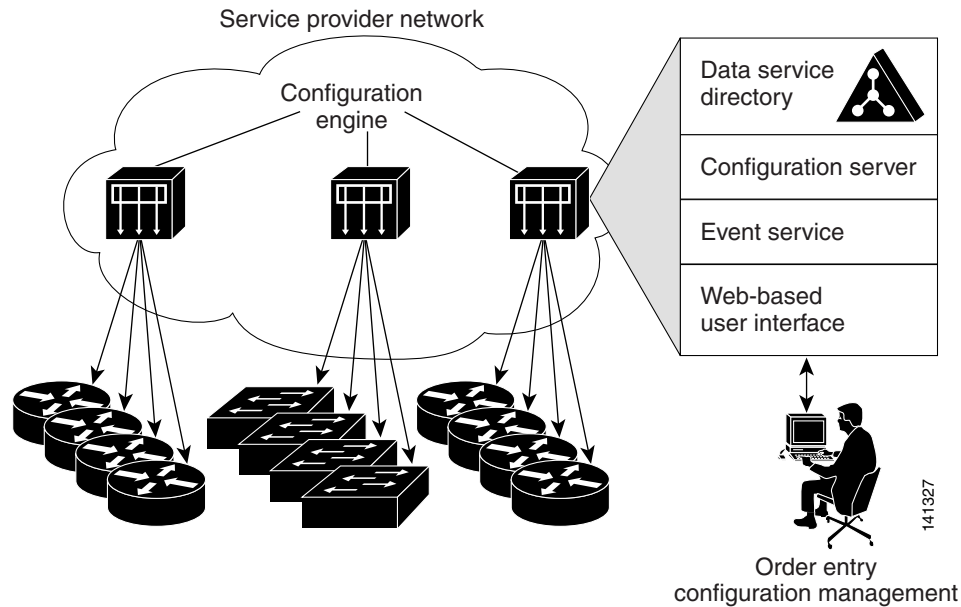 Service provider network
Configuration
engine
Data service
directory
Configuration server
Event service
Web-based
user interface
141327
Order entry
configuration management